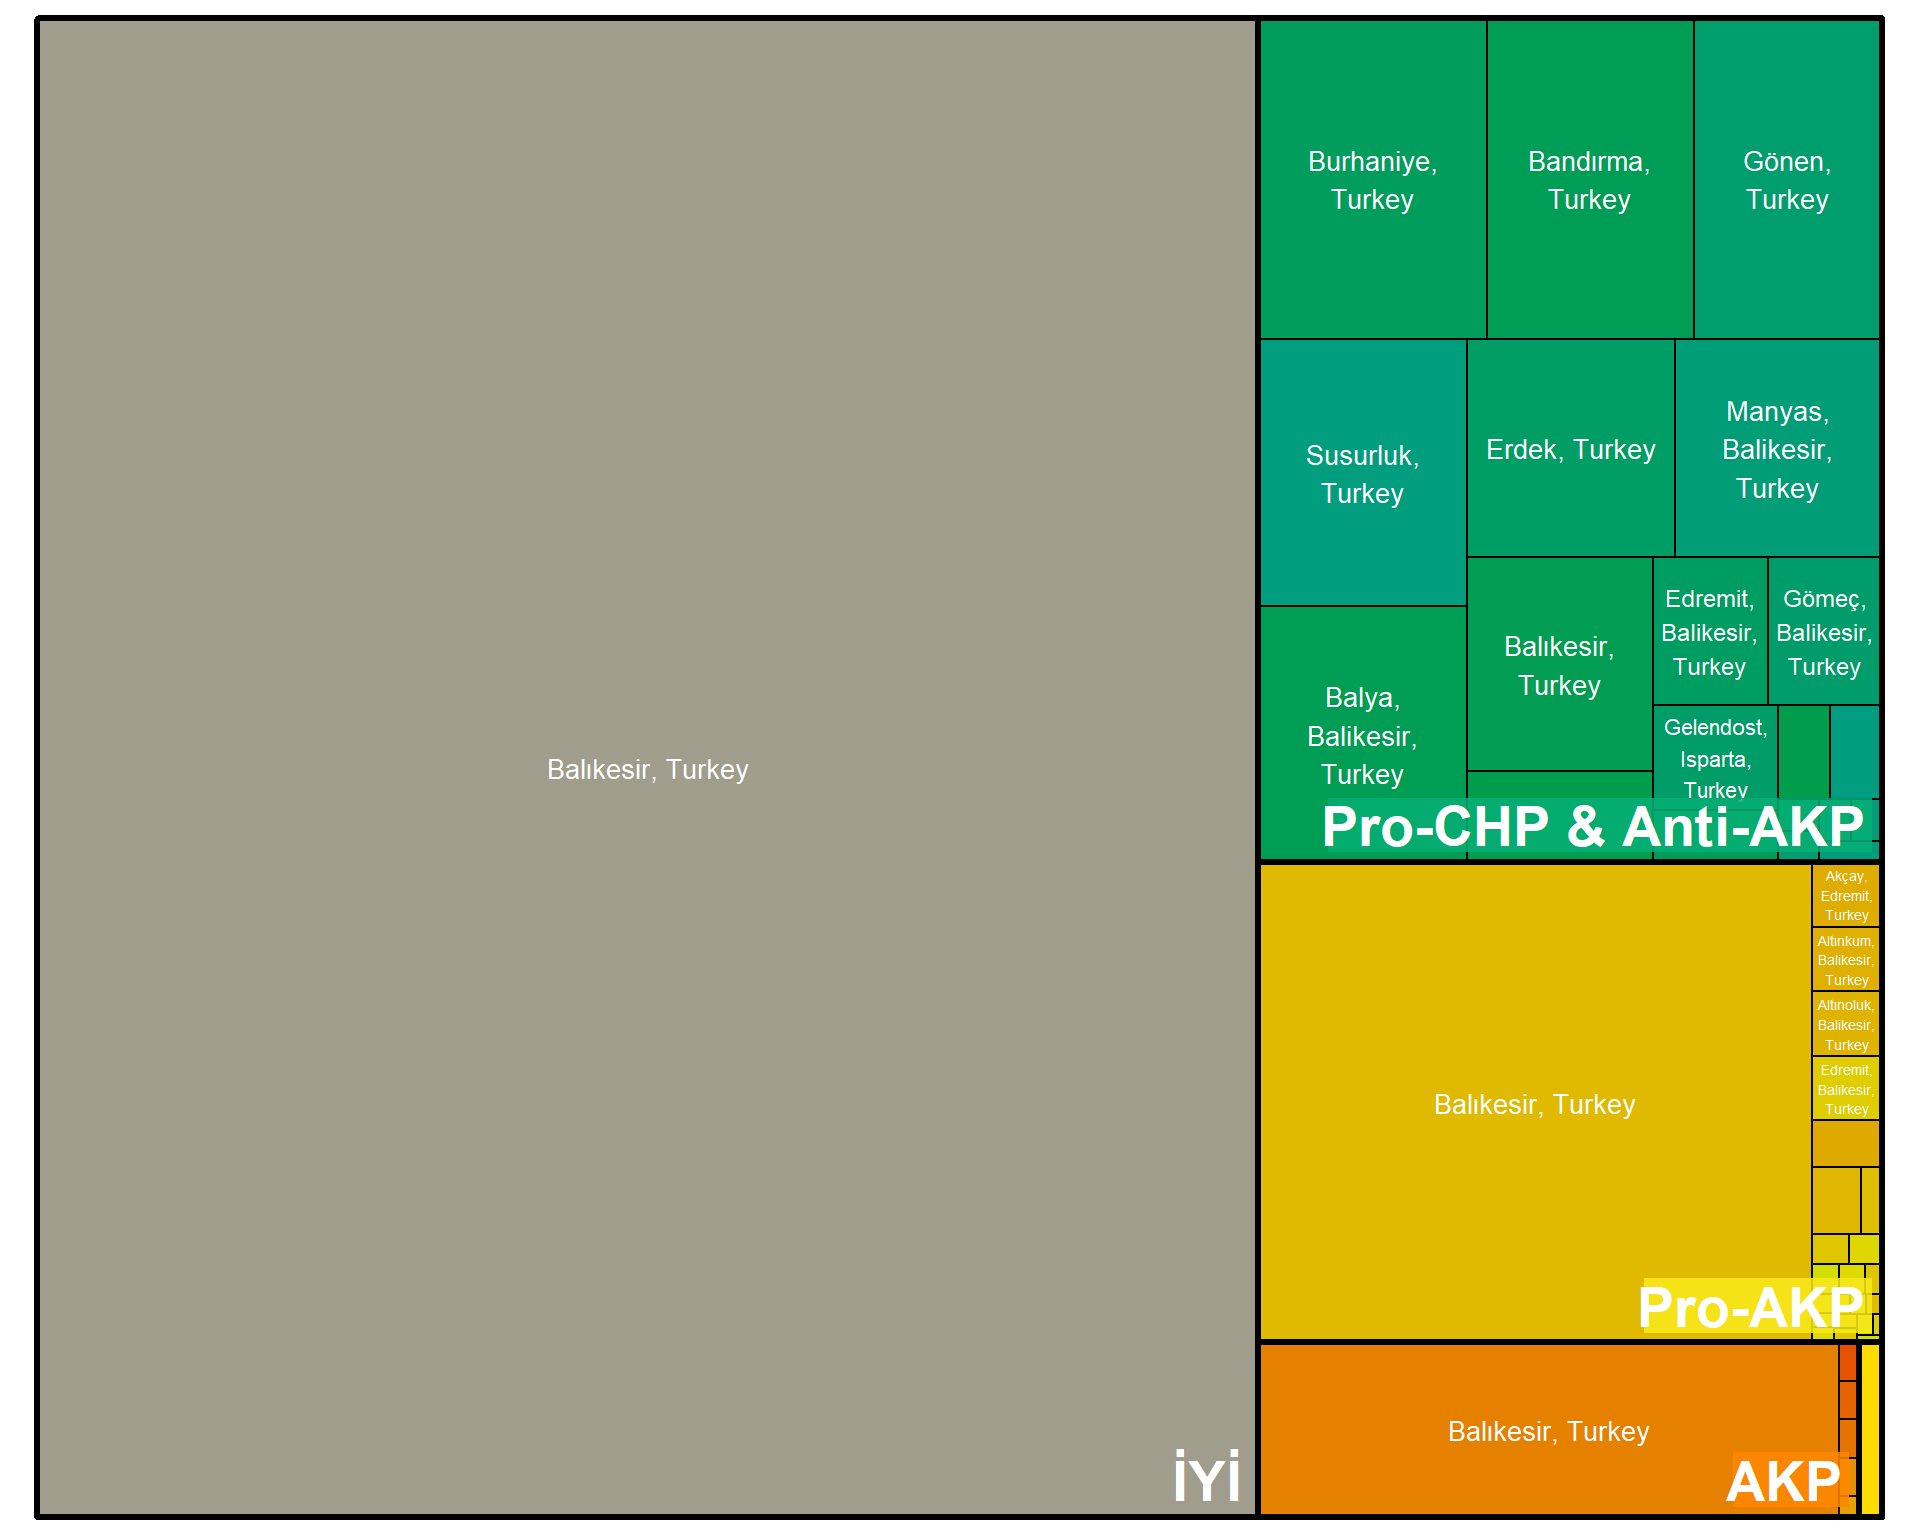 Balıkesir, Turkey
İYİ
Burhaniye,
Turkey
Bandırma,
Turkey
Gönen,
Turkey
Susurluk,
Turkey
Erdek, Turkey
Manyas,
Balikesir,
Turkey
Balya,
Balikesir,
Turkey
Balıkesir,
Turkey
Edremit,
Balikesir,
Turkey
Gömeç,
Balikesir,
Turkey
Gelendost,
Isparta,
Turkey
Pro-CHP & Anti-AKP
Balıkesir, Turkey
Akçay,
Edremit,
Turkey
Altınkum,
Balikesir,
Turkey
Altınoluk,
Balikesir,
Turkey
Edremit,
Balikesir,
Turkey
Pro-AKP
Balıkesir, Turkey
AKP